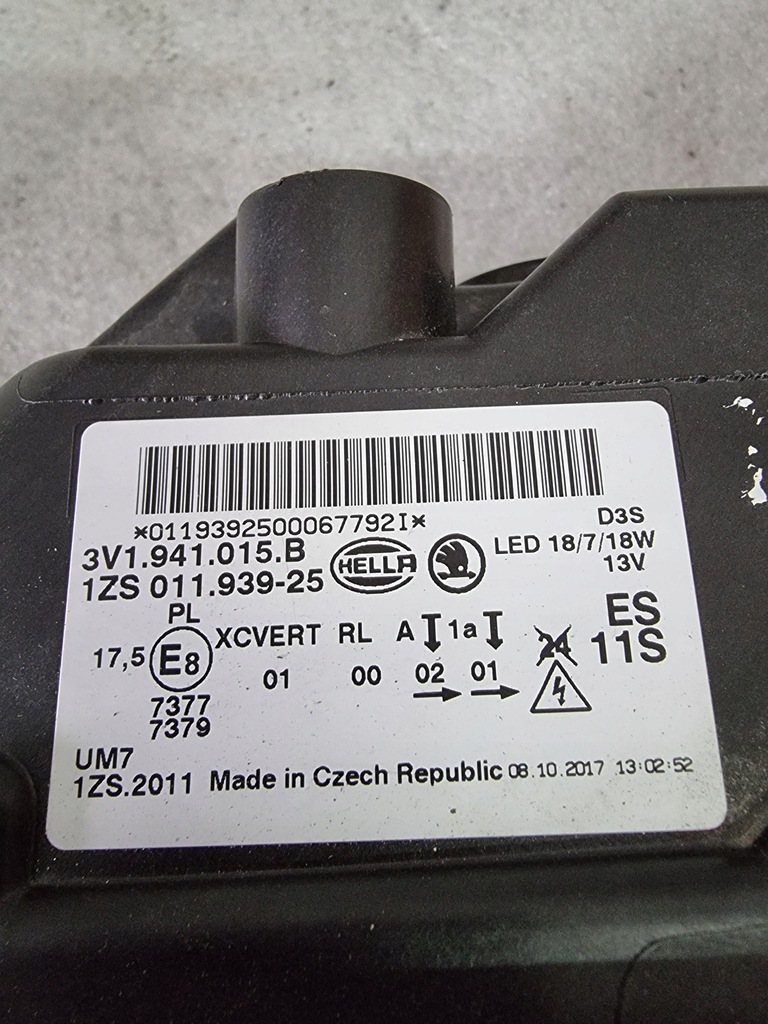 *01193925000677921*
D3S
3V1.941.015.B
HELLA
LED 18/7/18W
1ZS 011.939-25
13V
PL
ES
17,5 E8 XCVERT RL A 1a 24 11S
01 00 02 01
7377
7379
UM7
1ZS.2011 Made in Czech Republic 08.10.2017 13:02:52